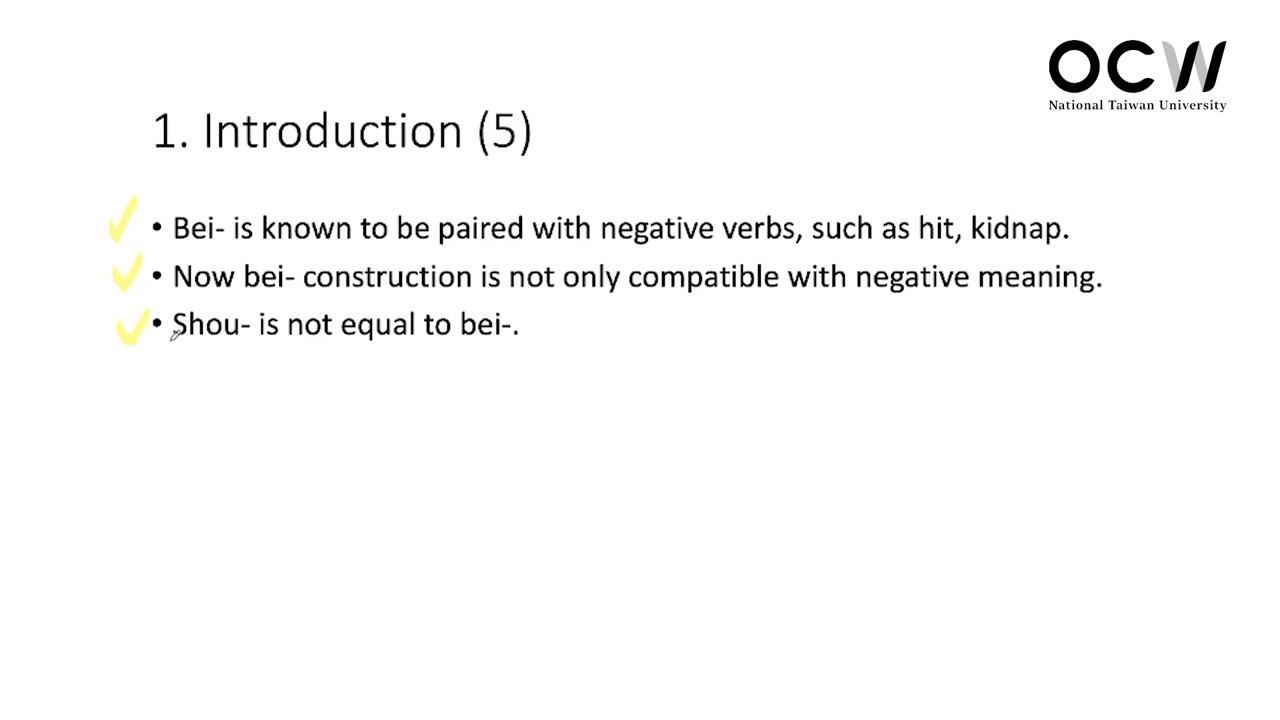 OCW
National Taiwan University
1. Introduction (5)
• Bei- is known to be paired with negative verbs, such as hit, kidnap.
• Now bei- construction is not only compatible with negative meaning.
• Shou- is not equal to bei-.